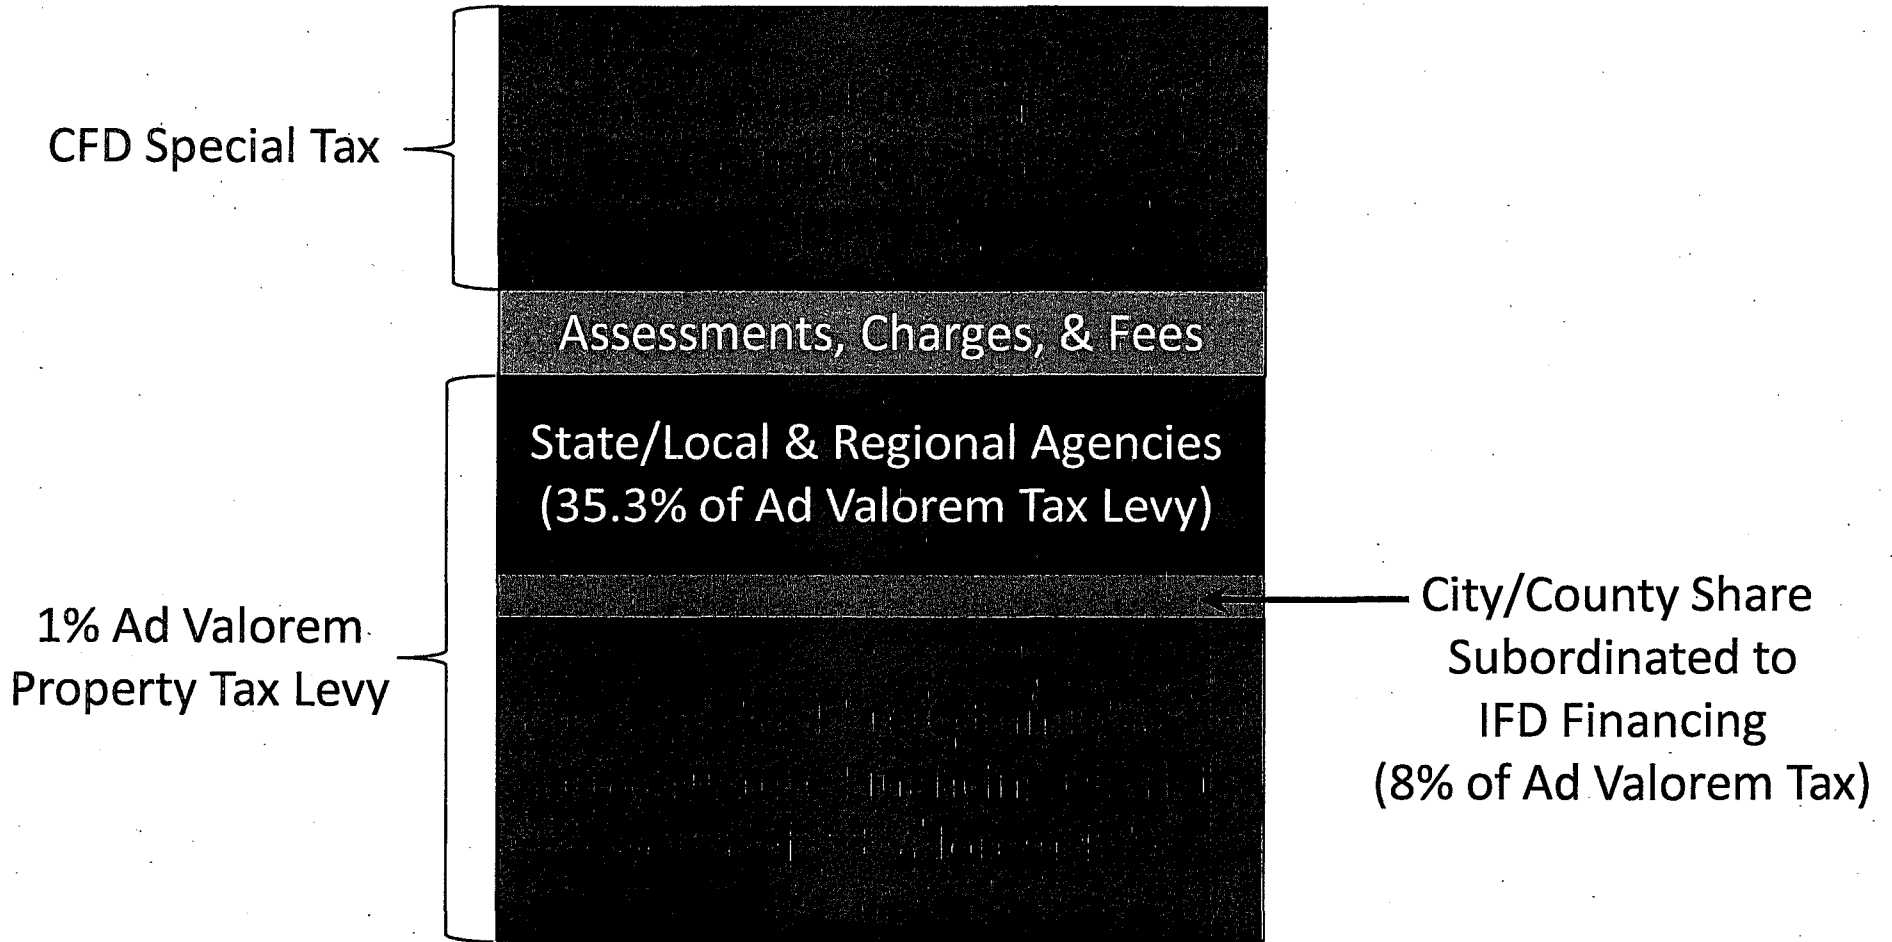 CFD Special Tax
Assessments, Charges, & Fees
State/Local & Regional Agencies
(35.3% of Ad Valorem Tax Levy)
1% Ad Valorem
Property Tax Levy
City/County Share
Subordinated to
IFD Financing
(8% of Ad Valorem Tax)